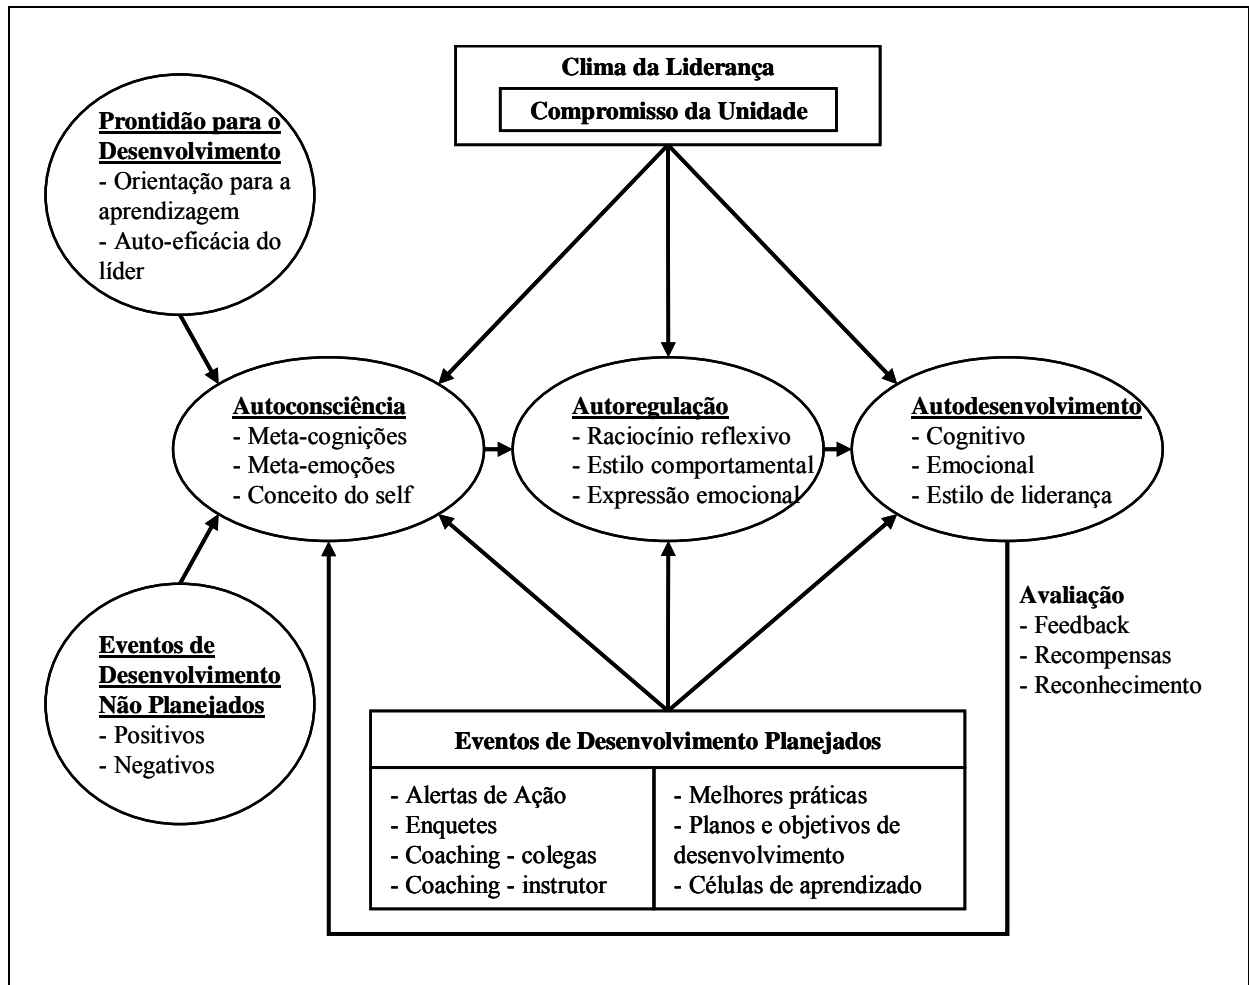 Clima da Liderança
Compromisso da Unidade
Prontidão para o
Desenvolvimento
- Orientação para a
aprendizagem
- Auto-eficácia do
líder
Autoconsciência
- Meta-cognições
- Meta-emoções
- Conceito do self
Autoregulação
- Raciocínio reflexivo
- Estilo comportamental
- Expressão emocional
Autodesenvolvimento
- Cognitivo
- Emocional
- Estilo de liderança
Eventos de
Desenvolvimento
Não Planejados
- Positivos
- Negativos
Avaliação
- Feedback
- Recompensas
- Reconhecimento
Eventos de Desenvolvimento Planejados
- Alertas de Ação
- Enquetes
- Coaching - colegas
- Coaching - instrutor
- Melhores práticas
- Planos e objetivos de
desenvolvimento
- Células de aprendizado